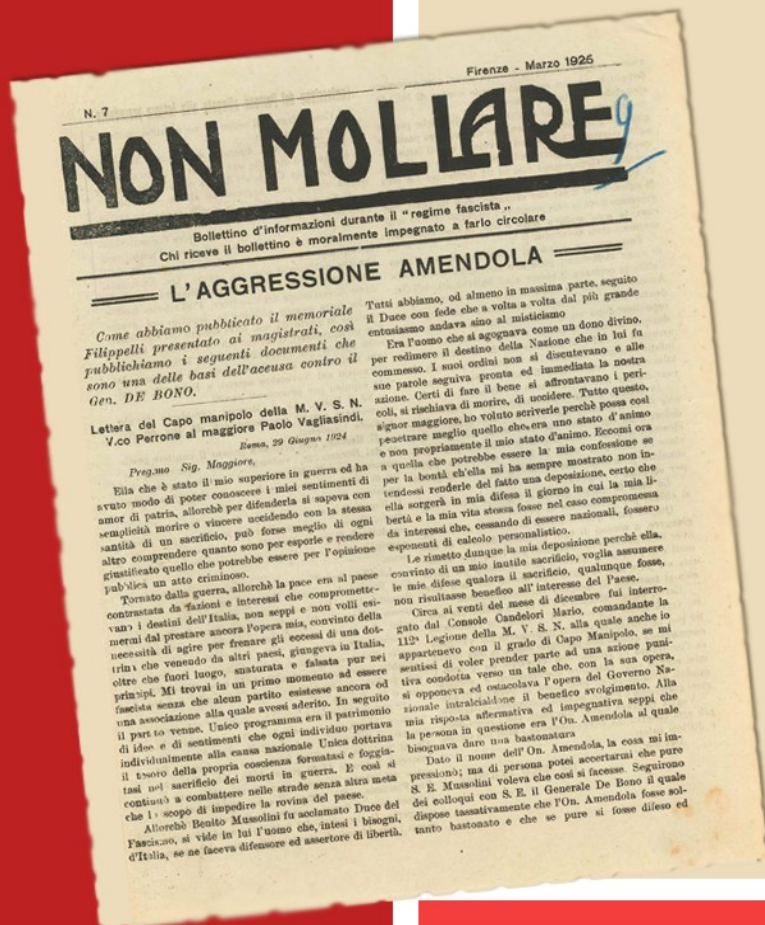 N. 7
Firenze - Marzo 1925
NON MOLLARE
9
Bollettino d'informazioni durante il "regime fascista „
Chi riceve il bollettino è moralmente impegnato a farlo circolare
L'AGGRESSIONE AMENDOLA
Come abbiamo pubblicato il memoriale
Filippelli presentato ai magistrati, così
pubblichiamo i seguenti documenti che
sono una delle basi dell'accusa contro il
Gen. DE BONO.
Lettera del Capo manipolo della M. V. S. N.
V.co Perrone al maggiore Paolo Vagliasindi.
Roma, 29 Giugno 1924
Preg.mo Sig. Maggiore,
Ella che è stato il mio superiore in guerra ed ha
avuto modo di poter conoscere i miei sentimenti di
amor di patria, allorchè per difenderla si sapeva con
semplicità morire o vincere uccidendo con la stessa
santità di un sacrificio, può forse meglio di ogni
altro comprendere quanto sono per esporle e rendere
giustificato quello che potrebbe essere per l'opinione
pubblica un atto criminoso.
Tornato dalla guerra, allorchè la pace era al paese
contrastata da fazioni e interessi che compromette-
vano i destini dell'Italia, non seppi e non volli esi-
mermi dal prestare ancora l'opera mia, convinto della
necessità di agire per frenare gli eccessi di una dot-
trina che venendo da altri paesi, giungeva in Italia,
oltre che fuori luogo, snaturata e falsata pur nei
principi. Mi trovai in un primo momento ad essere
fascista senza che alcun partito esistesse ancora od
una associazione alla quale avessi aderito. In seguito
il partito venne. Unico programma era il patrimonio
di idee e di sentimenti che ogni individuo portava
individualmente alla causa nazionale Unica dottrina
il tesoro della propria coscienza formatasi e foggia-
tasi nel sacrificio dei morti in guerra. E così si
continuò a combattere nelle strade senza altra meta
che lo scopo di impedire la rovina del paese.
Allorchè Benito Mussolini fu acclamato Duce del
Fascismo, si vide in lui l'uomo che, intesi i bisogni,
d'Italia, se ne faceva difensore ed assertore di libertà.
Tutti abbiamo, od almeno in massima parte, seguito
il Duce con fede che a volta a volta dal più grande
entusiasmo andava sino al misticismo
Era l'uomo che si agognava come un dono divino,
per redimere il destino della Nazione che in lui fu
commesso. I suoi ordini non si discutevano e alle
sue parole seguiva pronta ed immediata la nostra
azione. Certi di fare il bene si affrontavano i peri-
coli, si rischiava di morire, di uccidere. Tutto questo,
signor maggiore, ho voluto scriverle perchè possa così
penetrare meglio quello che era uno stato d'animo
e non propriamente il mio stato d'animo. Eccomi ora
a quella che potrebbe essere la mia confessione se
per la bontà ch'ella mi ha sempre mostrato non in-
tendessi renderle del fatto una deposizione, certo che
ella sorgerà in mia difesa il giorno in cui la mia li-
bertà e la mia vita stessa fosse nel caso compromessa
da interessi che, cessando di essere nazionali, fossero
esponenti di calcolo personalistico.
Le rimetto dunque la mia deposizione perchè ella,
convinto di un mio inutile sacrificio, voglia assumere
le mie difese qualora il sacrificio, qualunque fosse,
non risultasse benefico all'interesse del Paese.
Circa ai venti del mese di dicembre fui interro-
gato dal Console Candelori Mario, comandante la
112ª Legione della M. V. S. N. alla quale anche io
appartenevo con il grado di Capo Manipolo, se mi
sentissi di voler prender parte ad una azione puni-
tiva condotta verso un tale che, con la sua opera,
si opponeva ed ostacolava l'opera del Governo Na-
zionale intralciandone il benefico svolgimento. Alla
mia risposta affermativa ed impegnativa seppi che
la persona in questione era l'On. Amendola al quale
bisognava dare una bastonatura
Dato il nome dell'On. Amendola, la cosa mi im-
pressionò; ma di persona potei accertarmi che pure
S. E. Mussolini voleva che così si facesse. Seguirono
dei colloqui con S. E. il Generale De Bono il quale
dispose tassativamente che l'On. Amendola fosse sol-
tanto bastonato e che se pure si fosse difeso ed